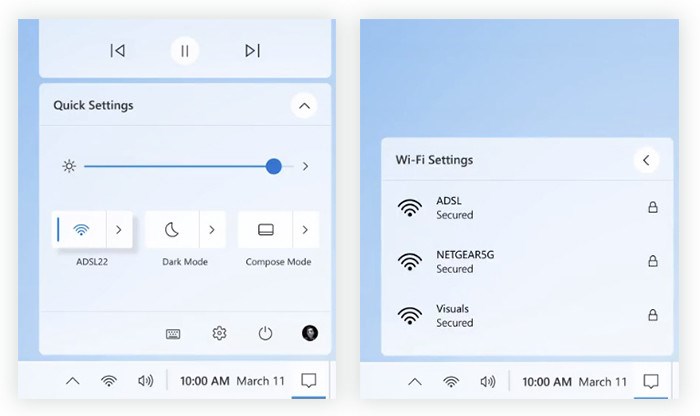 Quick Settings
ADSL22
Dark Mode
Compose Mode
10:00 AM March 11
Wi-Fi Settings
ADSL
Secured
NETGEAR5G
Secured
Visuals
Secured
10:00 AM March 11